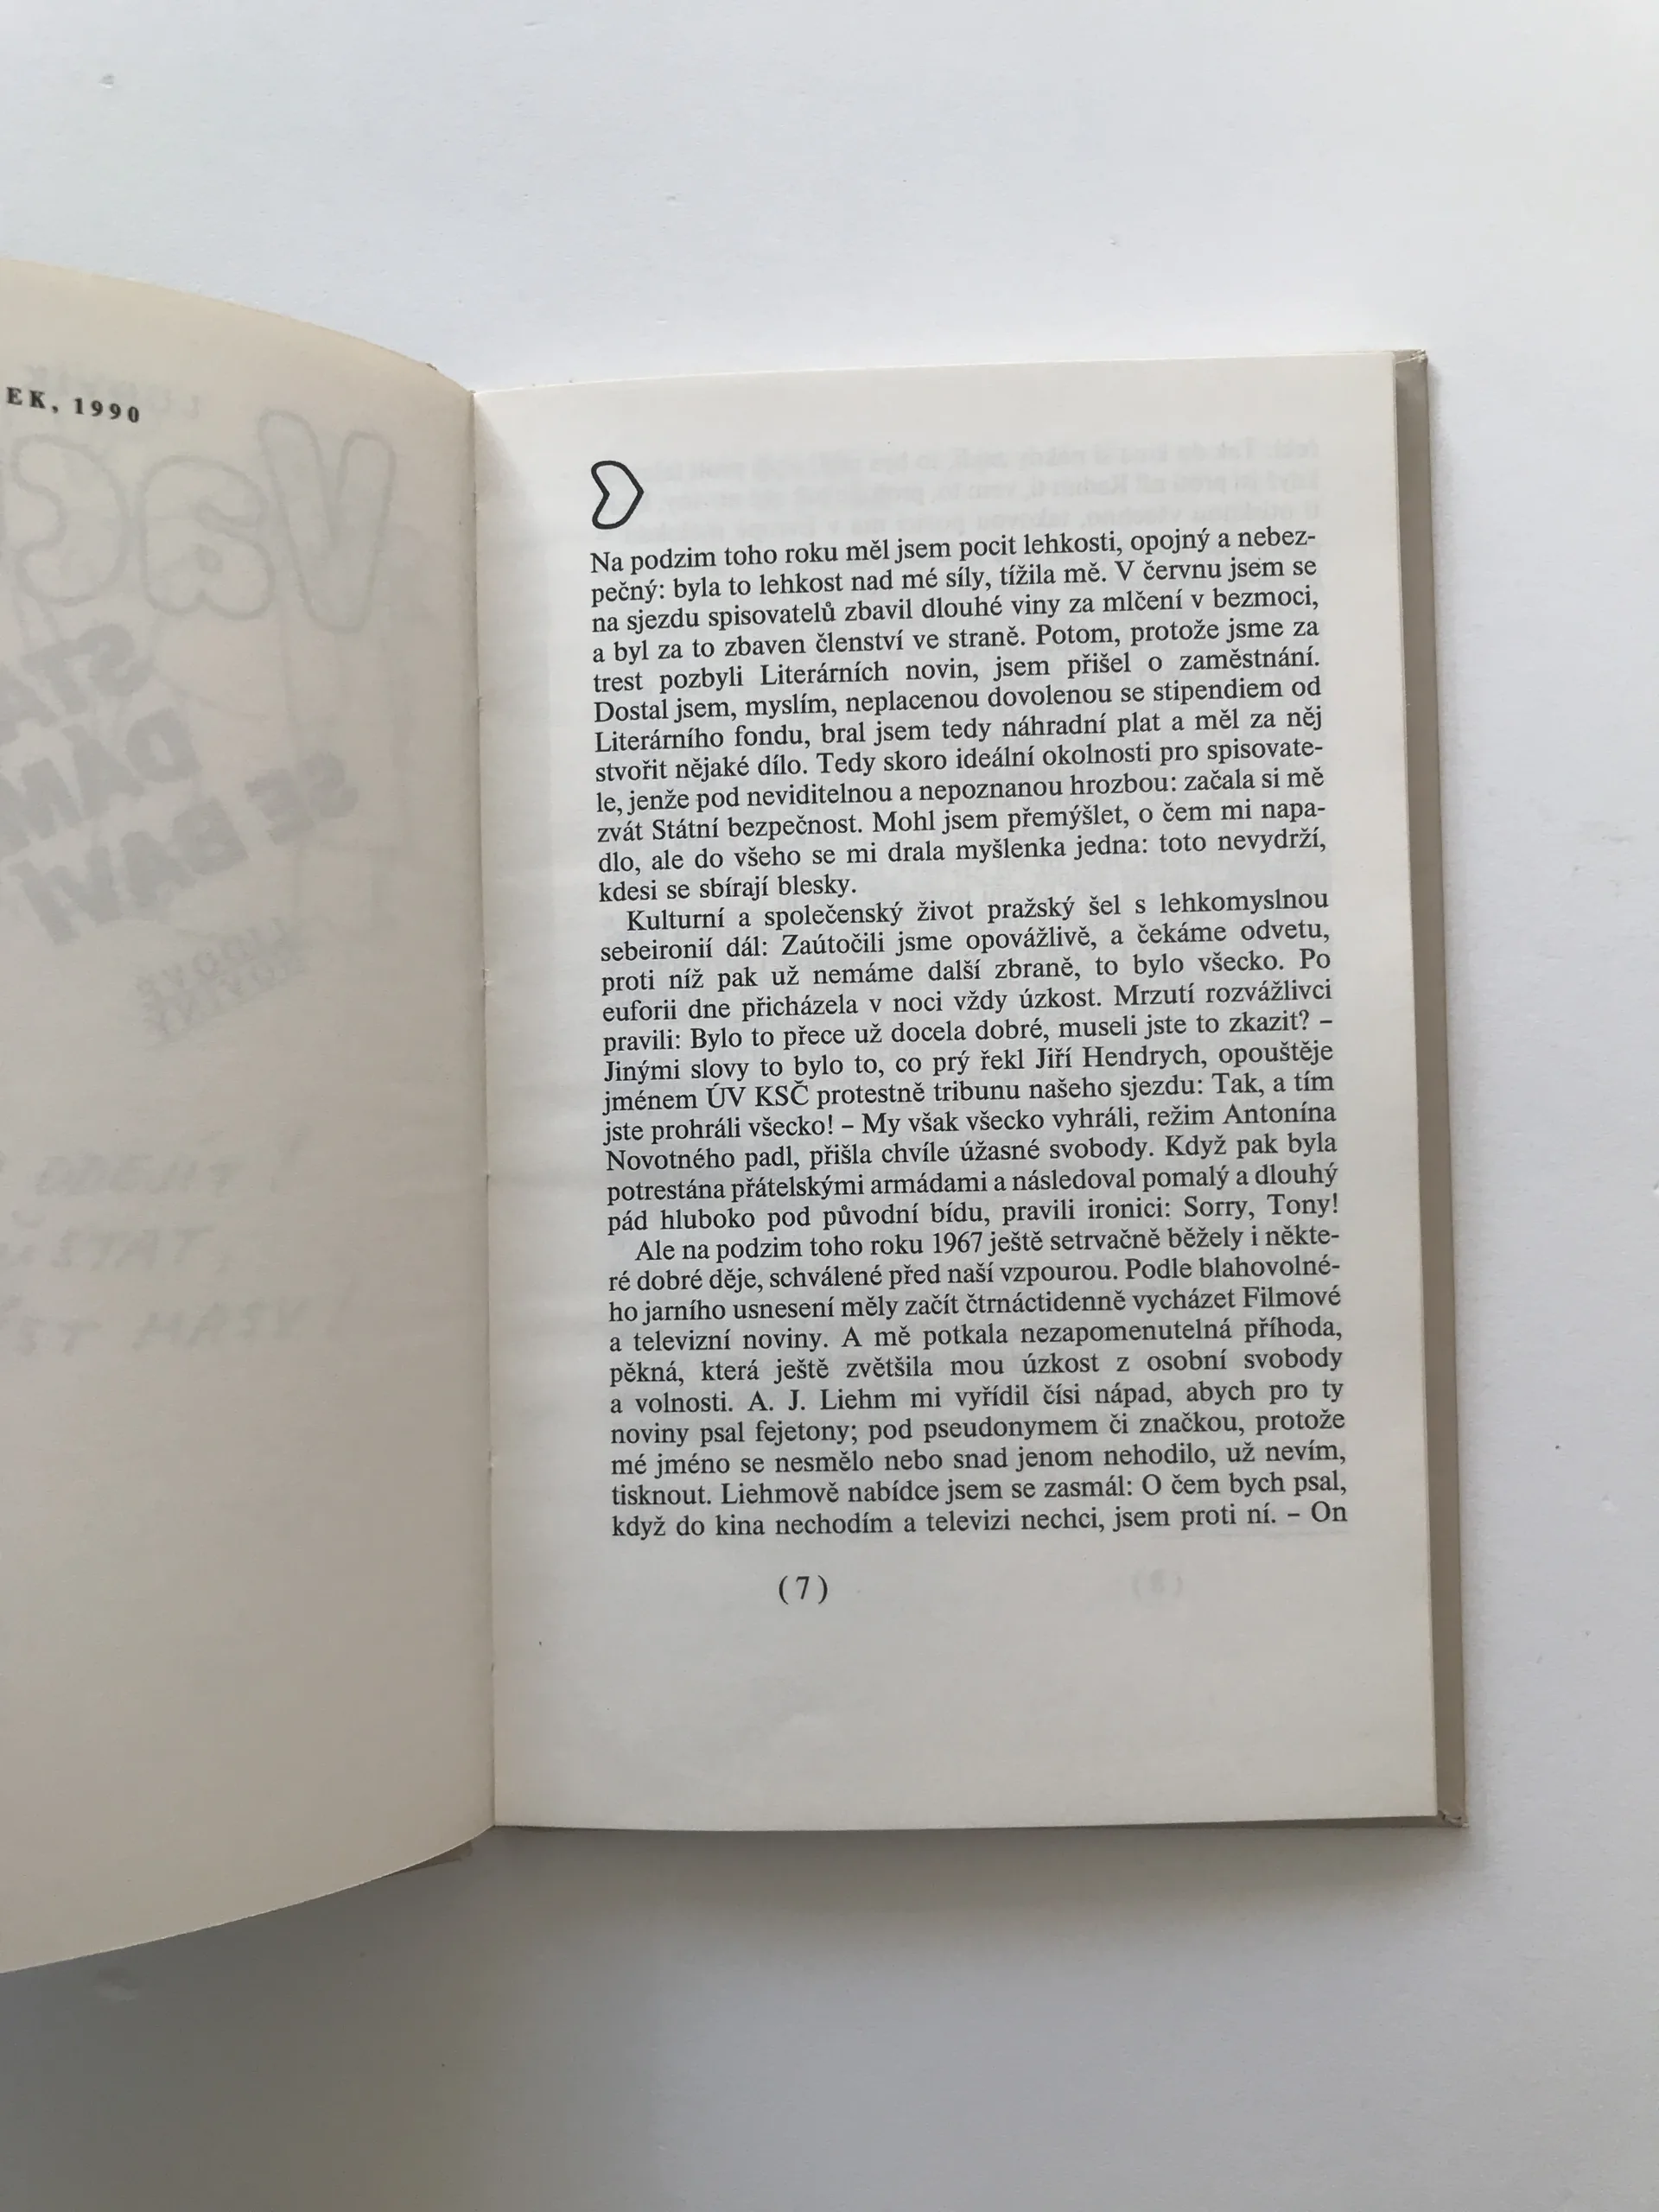 EK, 1990
Na podzim toho roku měl jsem pocit lehkosti, opojný a nebez-
pečný: byla to lehkost nad mé síly, tížila mě. V červnu jsem se
na sjezdu spisovatelů zbavil dlouhé viny za mlčení v bezmoci,
a byl za to zbaven členství ve straně. Potom, protože jsme za
trest pozbyli Literárních novin, jsem přišel o zaměstnání.
Dostal jsem, myslím, neplacenou dovolenou se stipendiem od
Literárního fondu, bral jsem tedy náhradní plat a měl za něj
stvořit nějaké dílo. Tedy skoro ideální okolnosti pro spisovate-
le, jenže pod neviditelnou a nepoznanou hrozbou: začala si mě
zvát Státní bezpečnost. Mohl jsem přemýšlet, o čem mi napa-
dlo, ale do všeho se mi drala myšlenka jedna: toto nevydrží,
kdesi se sbírají blesky.
Kulturní a společenský život pražský šel s lehkomyslnou
sebeironií dál: Zaútočili jsme opovážlivě, a čekáme odvetu,
proti níž pak už nemáme další zbraně, to bylo všecko. Po
euforii dne přicházela v noci vždy úzkost. Mrzutí rozvážlivci
pravili: Bylo to přece už docela dobré, museli jste to zkazit? –
Jinými slovy to bylo to, co prý řekl Jiří Hendrych, opouštěje
jménem ÚV KSČ protestně tribunu našeho sjezdu: Tak, a tím
jste prohráli všecko! – My však všecko vyhráli, režim Antonína
Novotného padl, přišla chvíle úžasné svobody. Když pak byla
potrestána přátelskými armádami a následoval pomalý a dlouhý
pád hluboko pod původní bídu, pravili ironici: Sorry, Tony!
Ale na podzim toho roku 1967 ještě setrvačně běžely i někte-
ré dobré děje, schválené před naší vzpourou. Podle blahovolné-
ho jarního usnesení měly začít čtrnáctidenně vycházet Filmové
a televizní noviny. A mě potkala nezapomenutelná příhoda,
pěkná, která ještě zvětšila mou úzkost z osobní svobody
a volnosti. A. J. Liehm mi vyřídil čísi nápad, abych pro ty
noviny psal fejetony; pod pseudonymem či značkou, protože
mé jméno se nesmělo nebo snad jenom nehodilo, už nevím,
tisknout. Liehmově nabídce jsem se zasmál: O čem bych psal,
když do kina nechodím a televizi nechci, jsem proti ní. – On
(7)